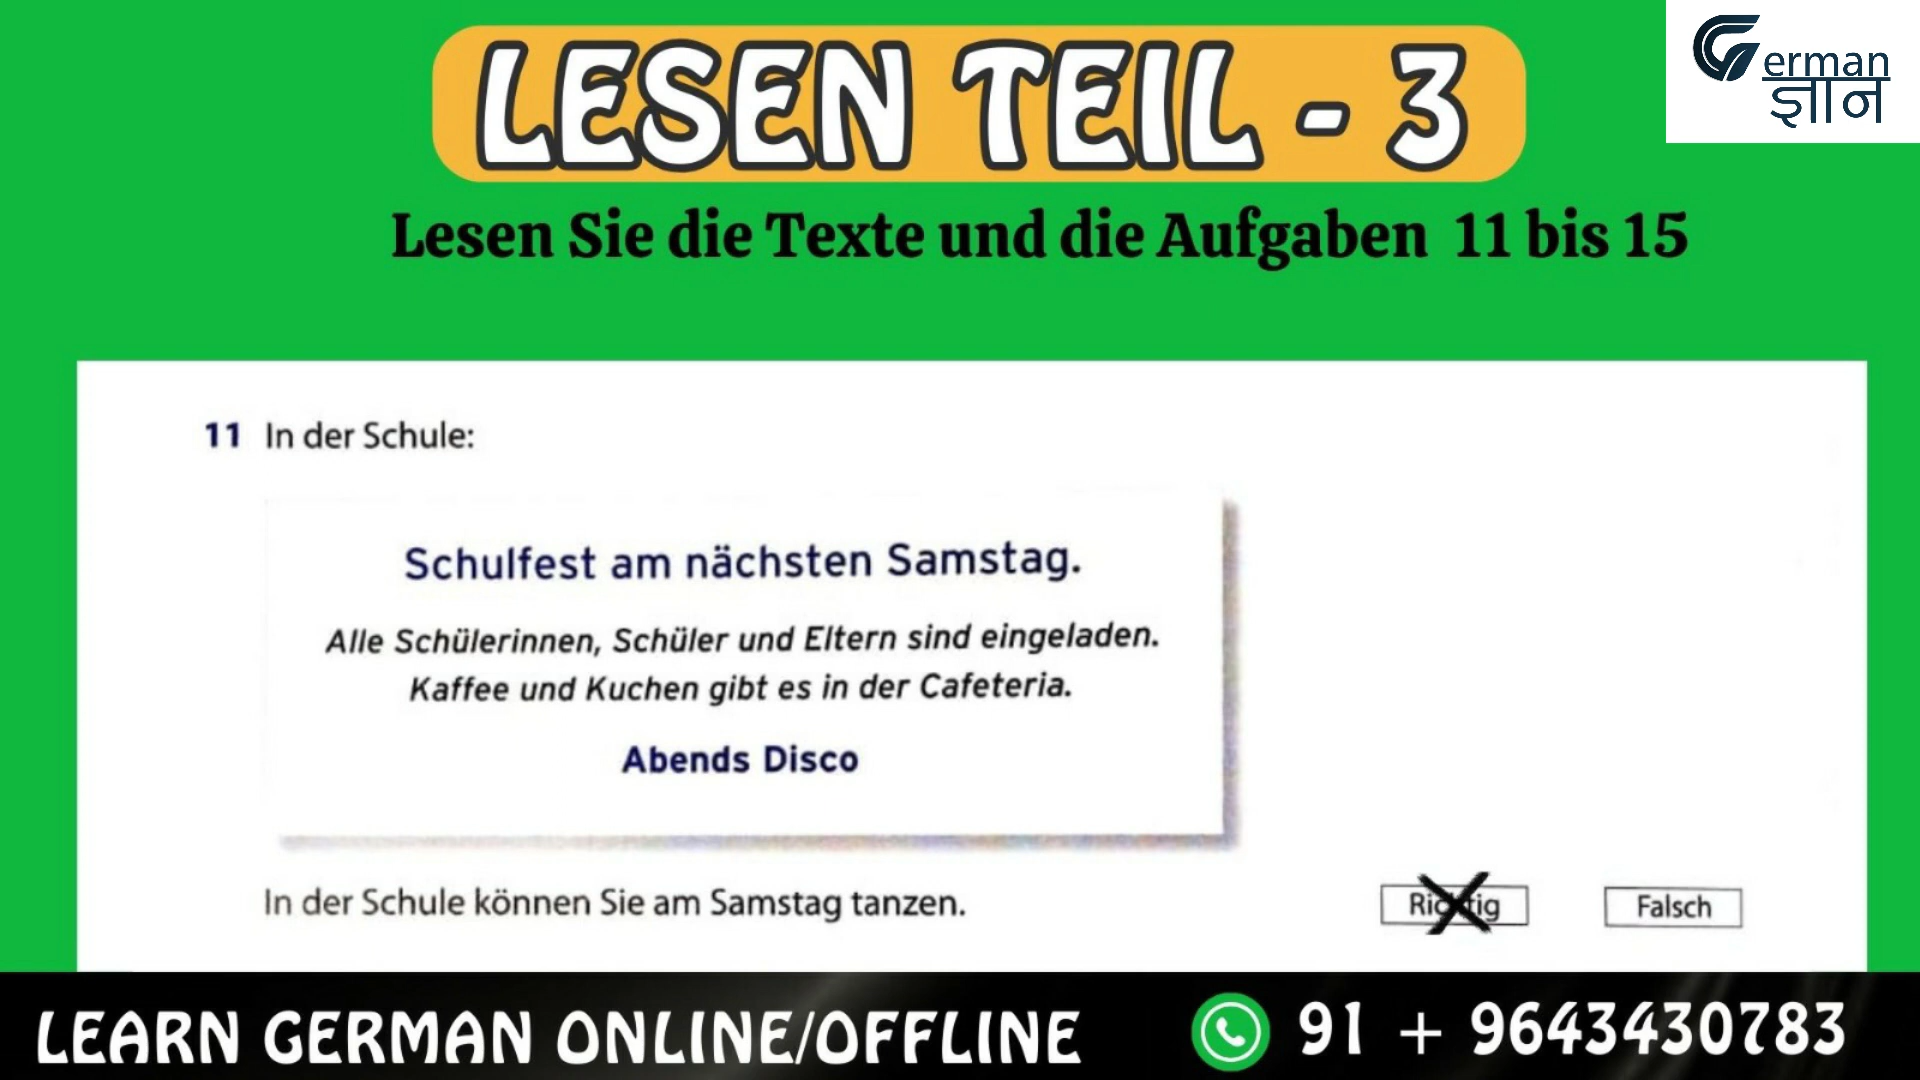 LESEN TEIL - 3
German
ज्ञान
Lesen Sie die Texte und die Aufgaben 11 bis 15
11 In der Schule:
Schulfest am nächsten Samstag.
Alle Schülerinnen, Schüler und Eltern sind eingeladen.
Kaffee und Kuchen gibt es in der Cafeteria.
Abends Disco
In der Schule können Sie am Samstag tanzen.
Richtig
Falsch
LEARN GERMAN ONLINE/OFFLINE
91 + 9643430783